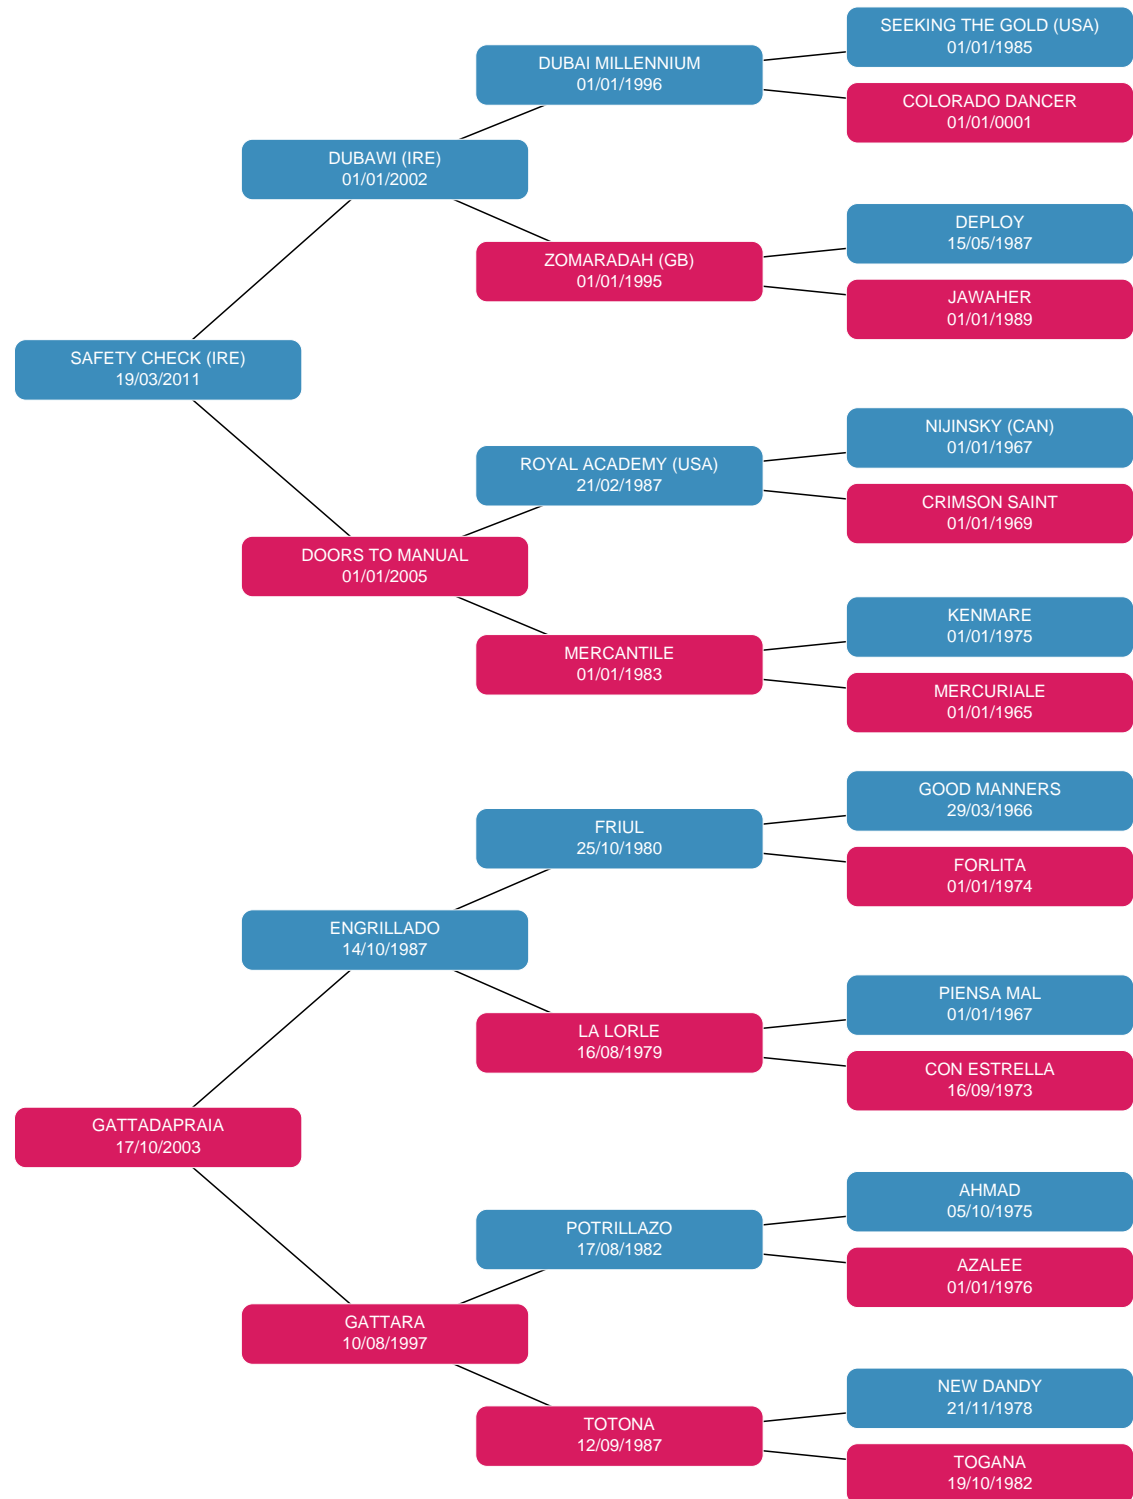 SEEKING THE GOLD (USA)
01/01/1985
DUBAI MILLENNIUM
01/01/1996
COLORADO DANCER
01/01/0001
DUBAWI (IRE)
01/01/2002
DEPLOY
15/05/1987
ZOMARADAH (GB)
01/01/1995
JAWAHER
01/01/1989
SAFETY CHECK (IRE)
19/03/2011
NIJINSKY (CAN)
01/01/1967
ROYAL ACADEMY (USA)
21/02/1987
CRIMSON SAINT
01/01/1969
DOORS TO MANUAL
01/01/2005
KENMARE
01/01/1975
MERCANTILE
01/01/1983
MERCURIALE
01/01/1965
GOOD MANNERS
29/03/1966
FRIUL
25/10/1980
FORLITA
01/01/1974
ENGRILLADO
14/10/1987
PIENSA MAL
01/01/1967
LA LORLE
16/08/1979
CON ESTRELLA
16/09/1973
GATTADAPRAIA
17/10/2003
AHMAD
05/10/1975
POTRILLAZO
17/08/1982
AZALEE
01/01/1976
GATTARA
10/08/1997
NEW DANDY
21/11/1978
TOTONA
12/09/1987
TOGANA
19/10/1982